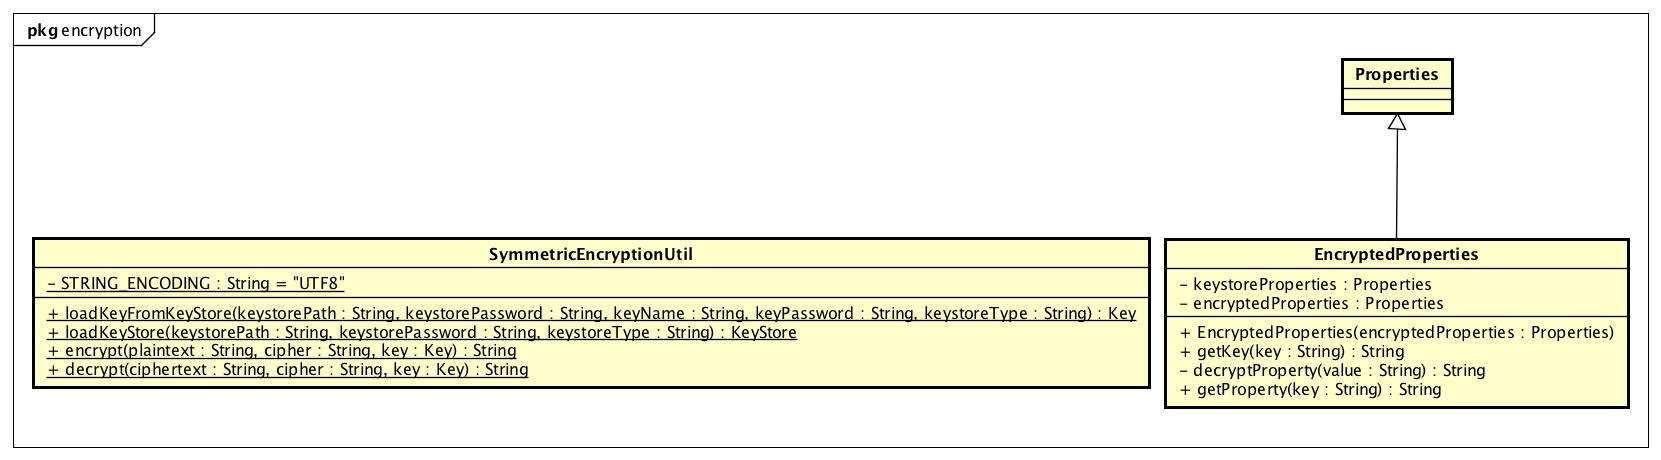 pkg encryption
Properties
SymmetricEncryptionUtil
– STRING_ENCODING : String = "UTF8"
+ loadKeyFromKeyStore(keystorePath : String, keystorePassword : String, keyName : String, keyPassword : String, keystoreType : String) : Key
+ loadKeyStore(keystorePath : String, keystorePassword : String, keystoreType : String) : KeyStore
+ encrypt(plaintext : String, cipher : String, key : Key) : String
+ decrypt(ciphertext : String, cipher : String, key : Key) : String
EncryptedProperties
– keystoreProperties : Properties
– encryptedProperties : Properties
+ EncryptedProperties(encryptedProperties : Properties)
+ getKey(key : String) : String
– decryptProperty(value : String) : String
+ getProperty(key : String) : String